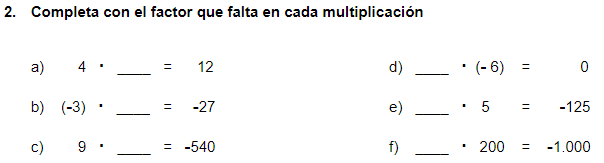 2. Completa con el factor que falta en cada multiplicación
a) 4 · ____ = 12 d) ____ · (- 6) = 0
b) (-3) · ____ = -27 e) ____ · 5 = -125
c) 9 · ____ = -540 f) ____ · 200 = -1.000